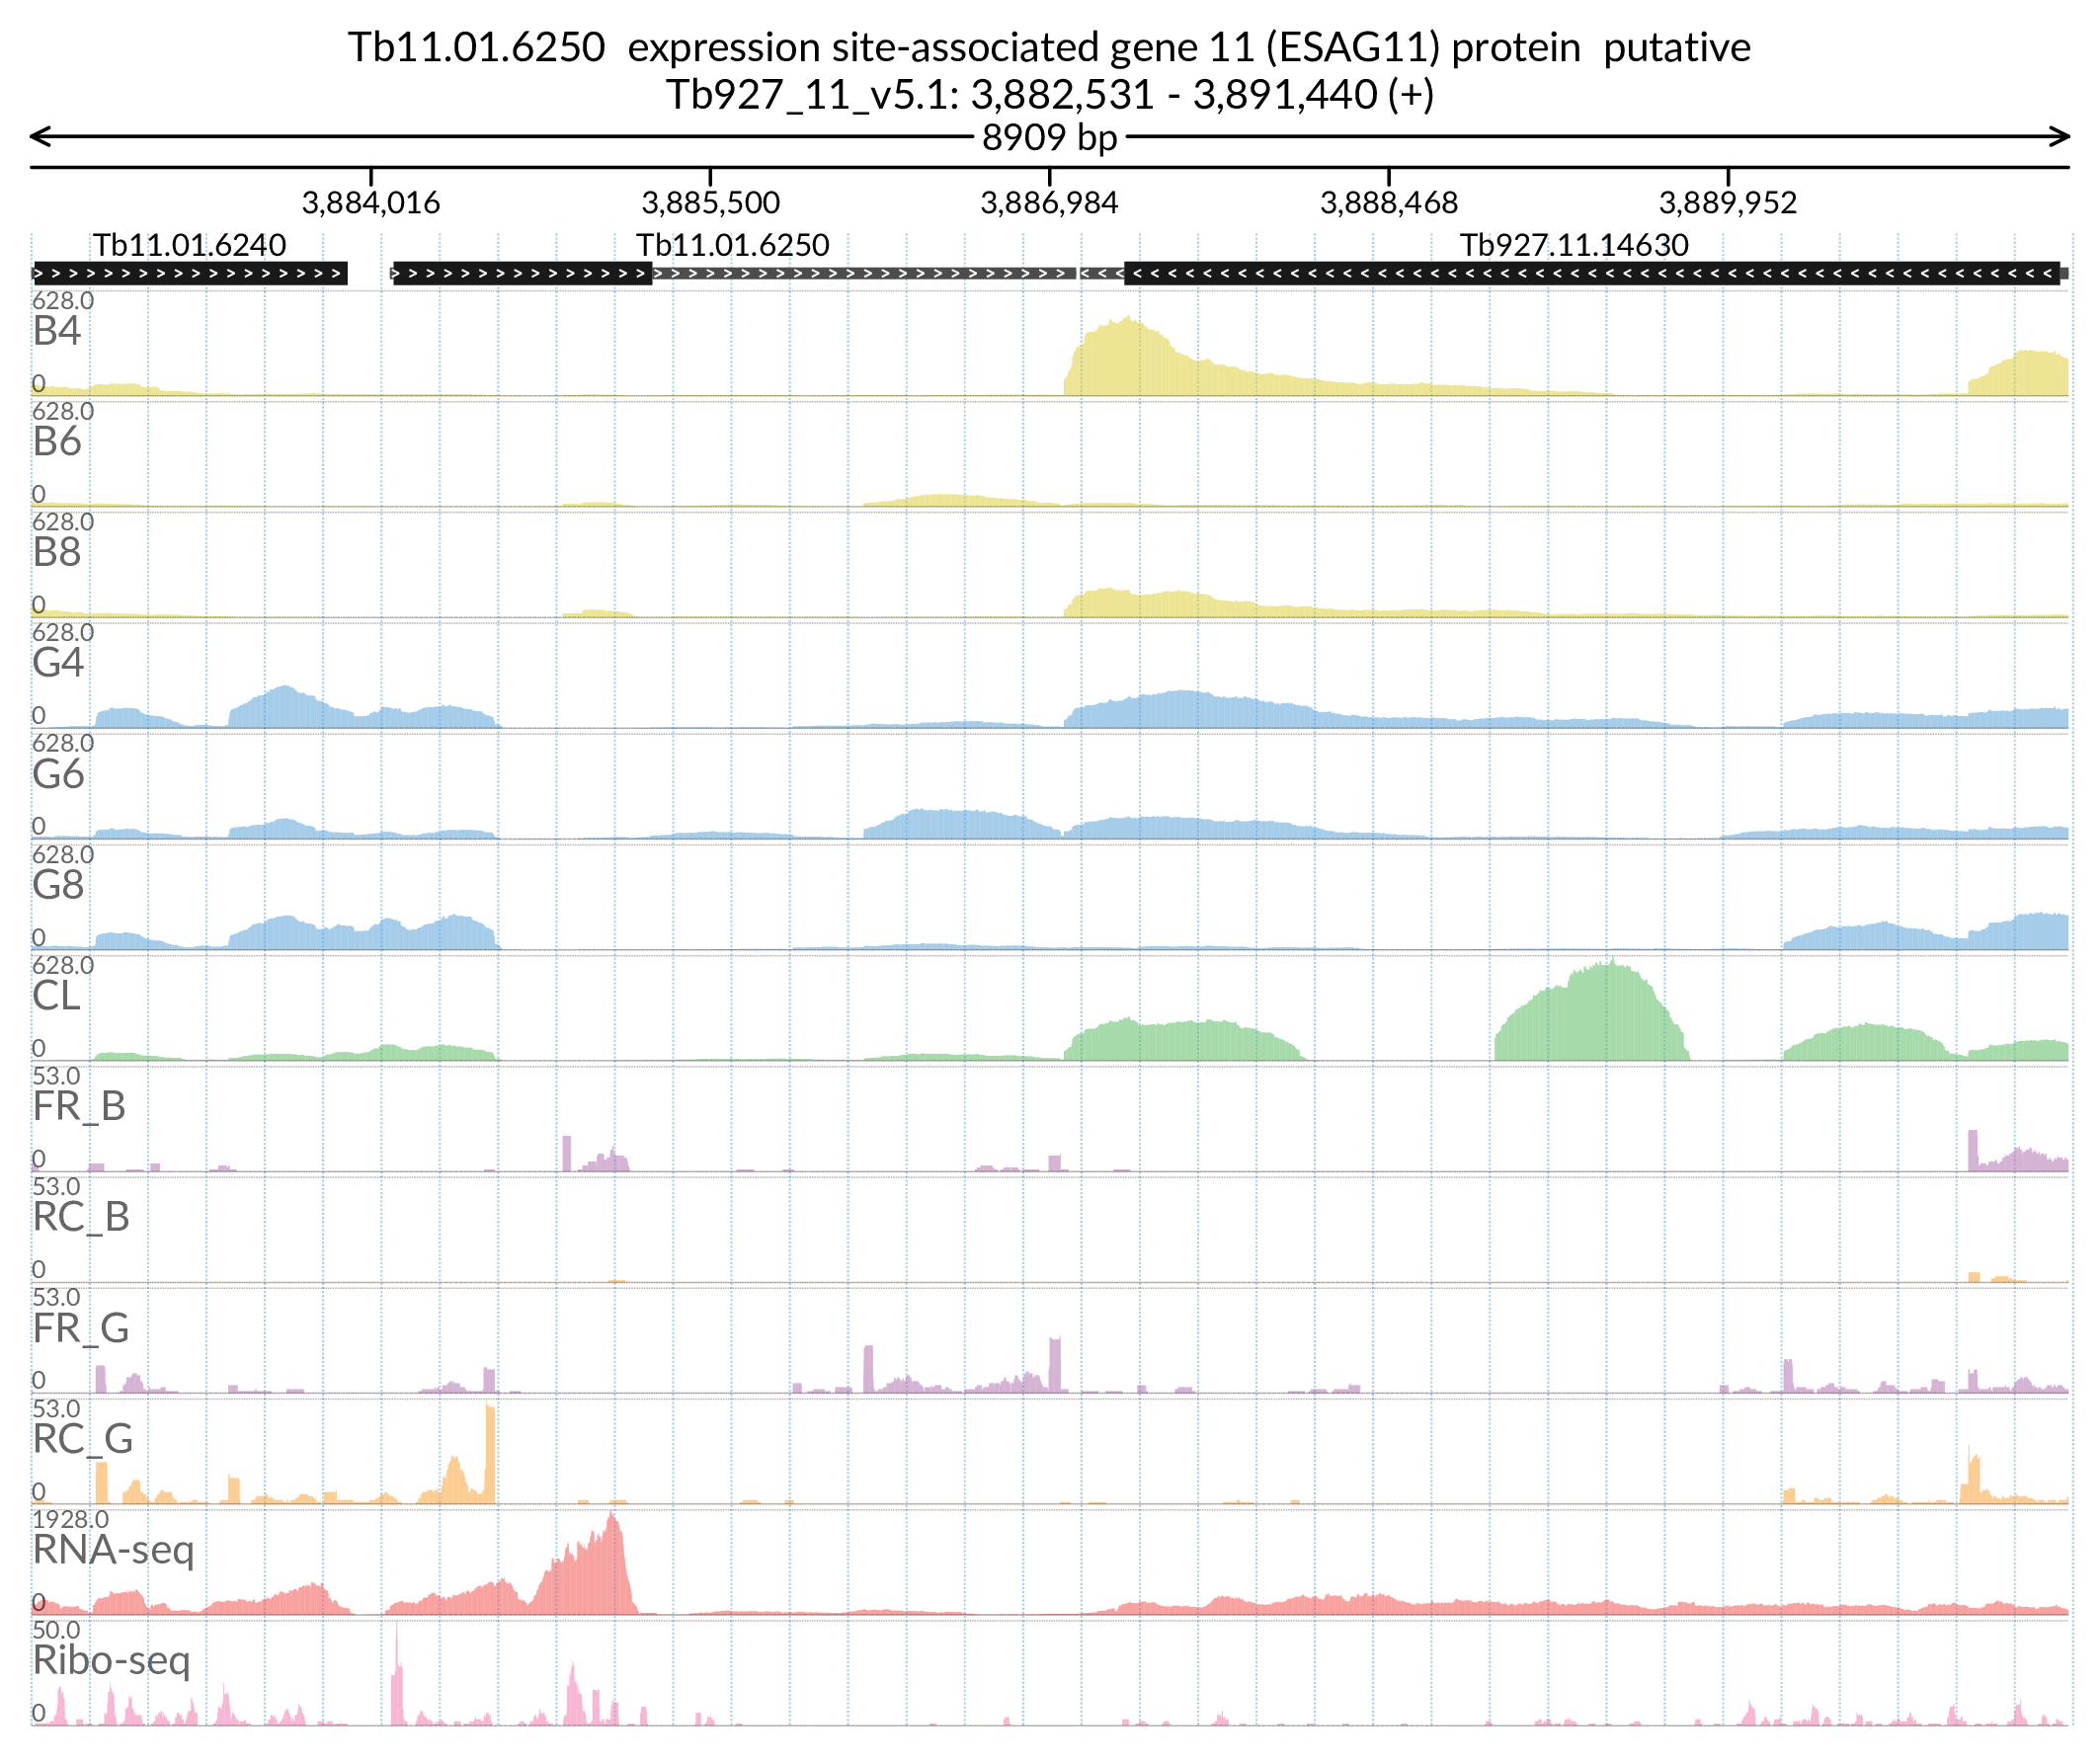 Tb11.01.6250  expression site-associated gene 11 (ESAG11) protein  putative
Tb927_11_v5.1: 3,882,531 - 3,891,440 (+)
8909 bp
3,884,016 3,885,500 3,886,984 3,888,468 3,889,952
Tb11.01.6240 Tb11.01.6250 Tb927.11.14630
628.0
B4
0
628.0
B6
0
628.0
B8
0
628.0
G4
0
628.0
G6
0
628.0
G8
0
628.0
CL
0
53.0
FR_B
0
53.0
RC_B
0
53.0
FR_G
0
53.0
RC_G
0
1928.0
RNA-seq
0
50.0
Ribo-seq
0